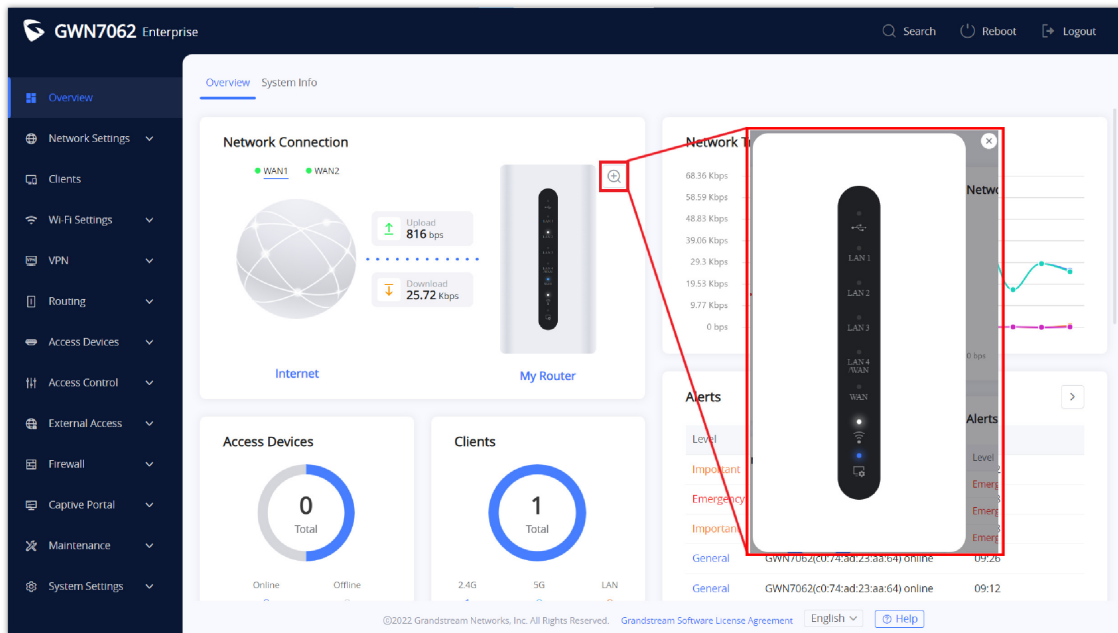 GWN7062 Enterprise
Search
Reboot
Logout
Overview
Network Settings
Clients
Wi-Fi Settings
VPN
Routing
Access Devices
Access Control
External Access
Firewall
Captive Portal
Maintenance
System Settings
Overview System Info
Network Connection
WAN1 WAN2
Upload
816 bps
Download
25.72 Kbps
Internet
My Router
Network T
68.36 Kbps
58.59 Kbps
48.83 Kbps
39.06 Kbps
29.3 Kbps
19.53 Kbps
9.77 Kbps
0 bps
LAN 1
LAN 2
LAN 3
LAN 4
/WAN
WAN
Netwo
0 bps
Alerts
Level
Emerg
Emerg
Emerg
Access Devices
0
Total
Online Offline
Clients
1
Total
2.4G 5G LAN
Alerts
Level
Important
Emergency
Important
General GWN7062(c0:74:ad:23:aa:64) online 09:26
General GWN7062(c0:74:ad:23:aa:64) online 09:12
©2022 Grandstream Networks, Inc. All Rights Reserved. Grandstream Software License Agreement English Help